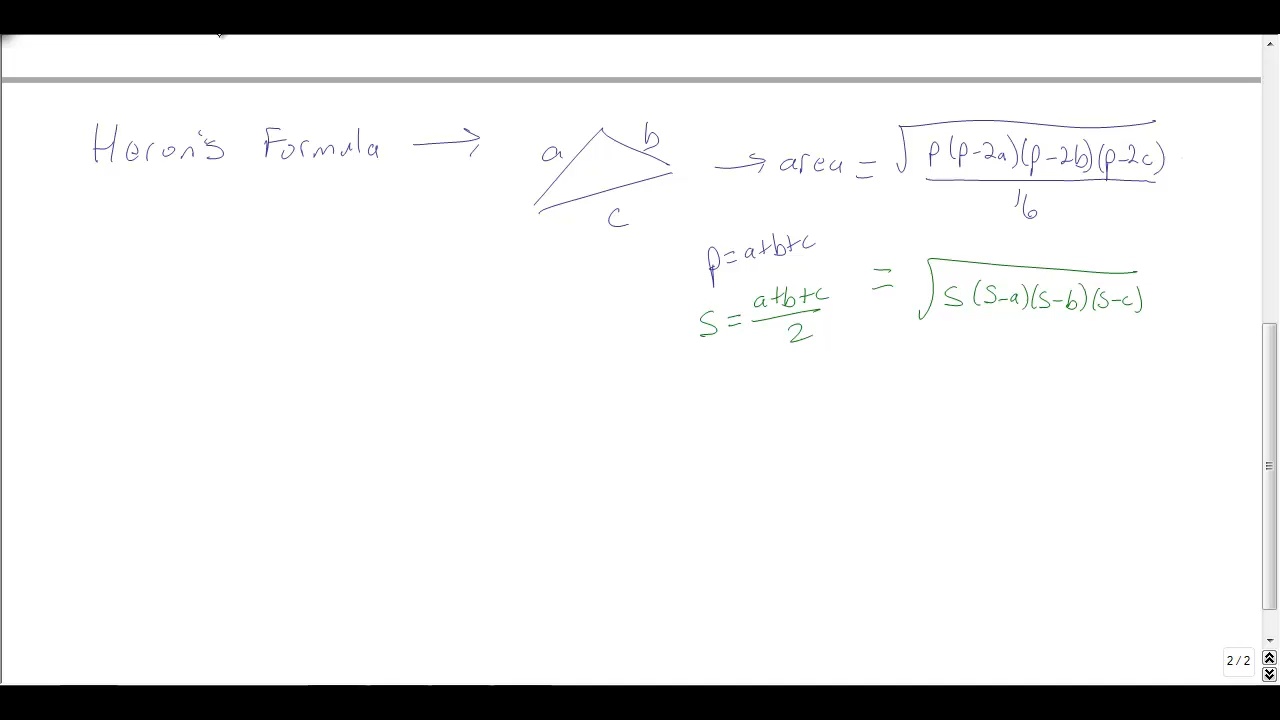 Heron's Formula → a b c → area = √(p(p-2a)(p-2b)(p-2c)/16)
p = a+b+c
s = (a+b+c)/2 = √(s(s-a)(s-b)(s-c))
2 / 2